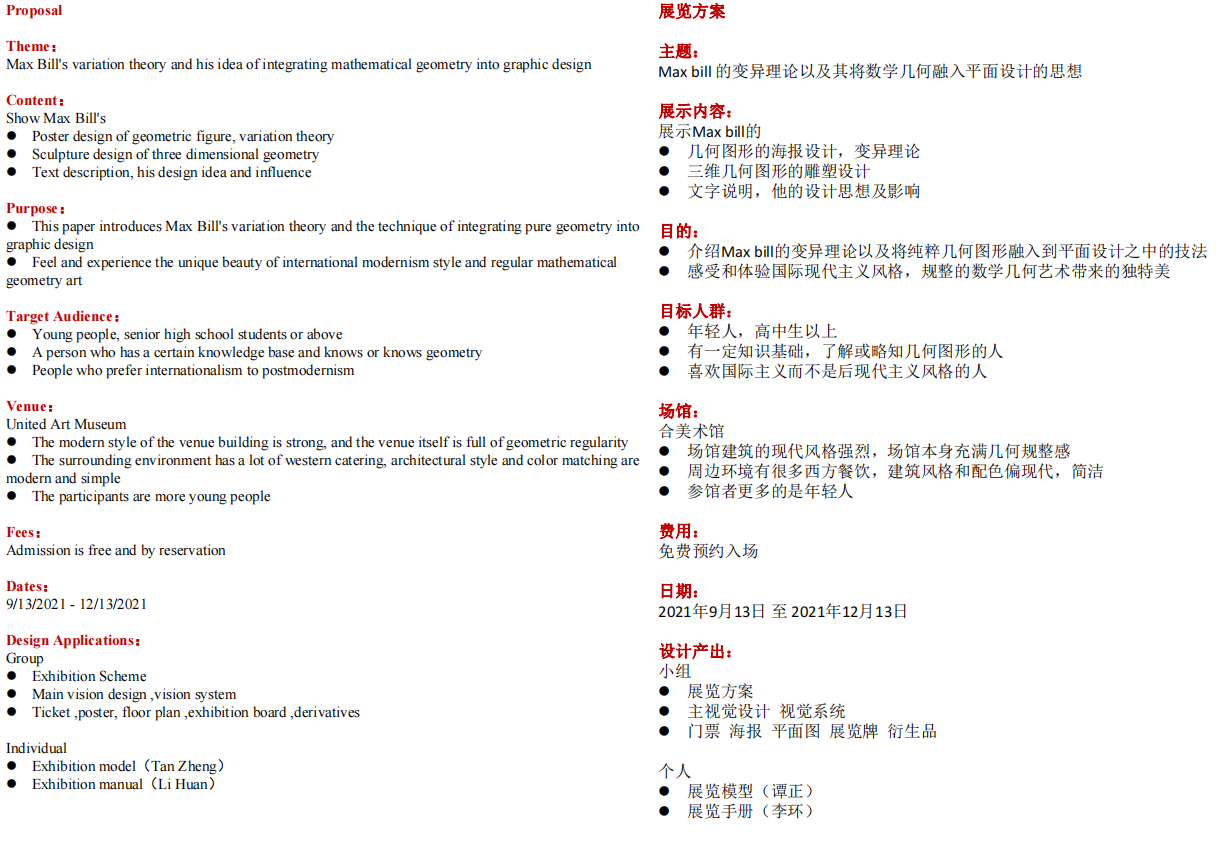 Proposal
Theme：
Max Bill's variation theory and his idea of integrating mathematical geometry into graphic design
Content：
Show Max Bill's
● Poster design of geometric figure, variation theory
● Sculpture design of three dimensional geometry
● Text description, his design idea and influence
Purpose：
● This paper introduces Max Bill's variation theory and the technique of integrating pure geometry into
graphic design
● Feel and experience the unique beauty of international modernism style and regular mathematical
geometry art
Target Audience：
● Young people, senior high school students or above
● A person who has a certain knowledge base and knows or knows geometry
● People who prefer internationalism to postmodernism
Venue：
United Art Museum
● The modern style of the venue building is strong, and the venue itself is full of geometric regularity
● The surrounding environment has a lot of western catering, architectural style and color matching are
modern and simple
● The participants are more young people
Fees：
Admission is free and by reservation
Dates：
9/13/2021 - 12/13/2021
Design Applications：
Group
● Exhibition Scheme
● Main vision design ,vision system
● Ticket ,poster, floor plan ,exhibition board ,derivatives
Individual
● Exhibition model（Tan Zheng）
● Exhibition manual（Li Huan）
展览方案
主题：
Max bill 的变异理论以及其将数学几何融入平面设计的思想
展示内容：
展示Max bill的
● 几何图形的海报设计，变异理论
● 三维几何图形的雕塑设计
● 文字说明，他的设计思想及影响
目的：
● 介绍Max bill的变异理论以及将纯粹几何图形融入到平面设计之中的技法
● 感受和体验国际现代主义风格，规整的数学几何艺术带来的独特美
目标人群：
● 年轻人，高中生以上
● 有一定知识基础，了解或略知几何图形的人
● 喜欢国际主义而不是后现代主义风格的人
场馆：
合美术馆
● 场馆建筑的现代风格强烈，场馆本身充满几何规整感
● 周边环境有很多西方餐饮，建筑风格和配色偏现代，简洁
● 参馆者更多的是年轻人
费用：
免费预约入场
日期：
2021年9月13日 至 2021年12月13日
设计产出：
小组
● 展览方案
● 主视觉设计 视觉系统
● 门票 海报 平面图 展览牌 衍生品
个人
● 展览模型（谭正）
● 展览手册（李环）